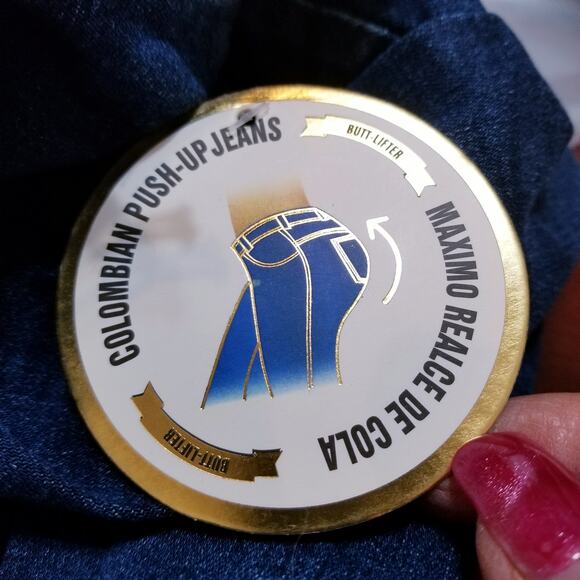 COLOMBIAN PUSH-UP JEANS
BUTT-LIFTER
MAXIMO REALCE DE COLA
BUTT-LIFTER